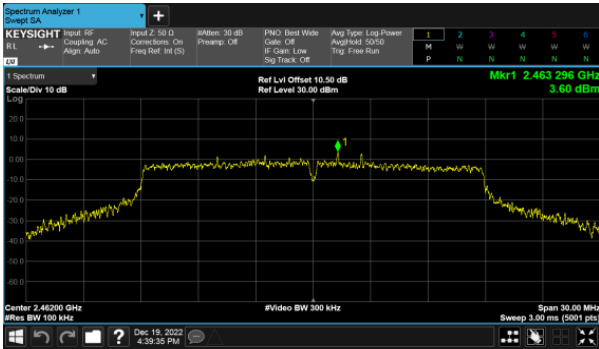 Spectrum Analyzer 1
Swept SA
+
KEYSIGHT Input: RF Input Z: 50 Ω #Atten: 30 dB PNO: Best Wide Avg Type: Log-Power 1 2 3 4 5 6
RL Coupling: AC Corrections: On Preamp: Off Gate: Off Avg|Hold: 50/50 M W W W W W
Align: Auto Freq Ref: Int (S) IF Gain: Low Trig: Free Run P N N N N N
Sig Track: Off
LXI
1 Spectrum
Ref Lvl Offset 10.50 dB Mkr1 2.463 296 GHz
Scale/Div 10 dB Ref Level 30.00 dBm 3.60 dBm
Log
20.0
10.0
1
0.00
-10.0
-20.0
-30.0
-40.0
-50.0
-60.0
Center 2.46200 GHz #Video BW 300 kHz Span 30.00 MHz
#Res BW 100 kHz Sweep 3.00 ms (5001 pts)
? Dec 19, 2022
4:39:35 PM